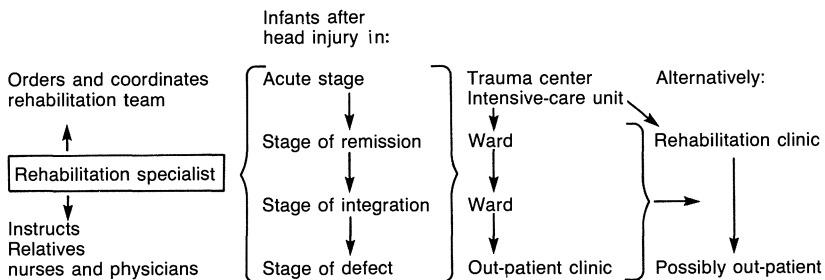 Infants after
head injury in:
Orders and coordinates
rehabilitation team
Rehabilitation specialist
Instructs
Relatives
nurses and physicians
Acute stage
Stage of remission
Stage of integration
Stage of defect
Trauma center
Intensive-care unit
Ward
Ward
Out-patient clinic
Alternatively:
Rehabilitation clinic
Possibly out-patient